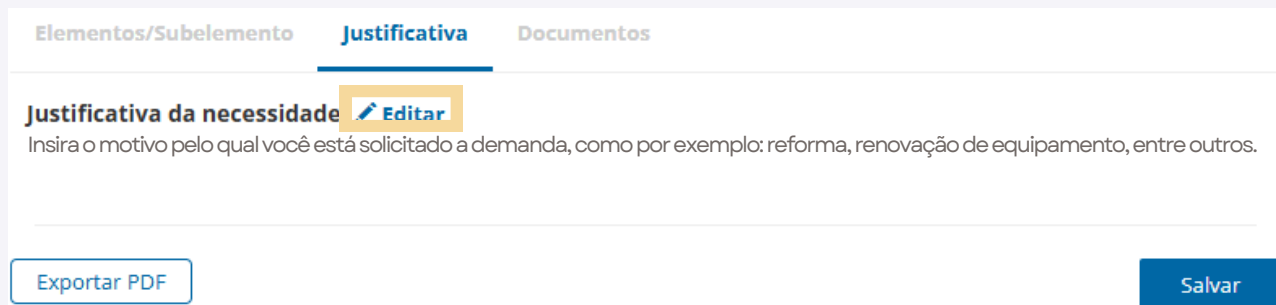 Elementos/Subelemento Justificativa Documentos
Justificativa da necessidade Editar
Insira o motivo pelo qual você está solicitado a demanda, como por exemplo: reforma, renovação de equipamento, entre outros.
Exportar PDF Salvar